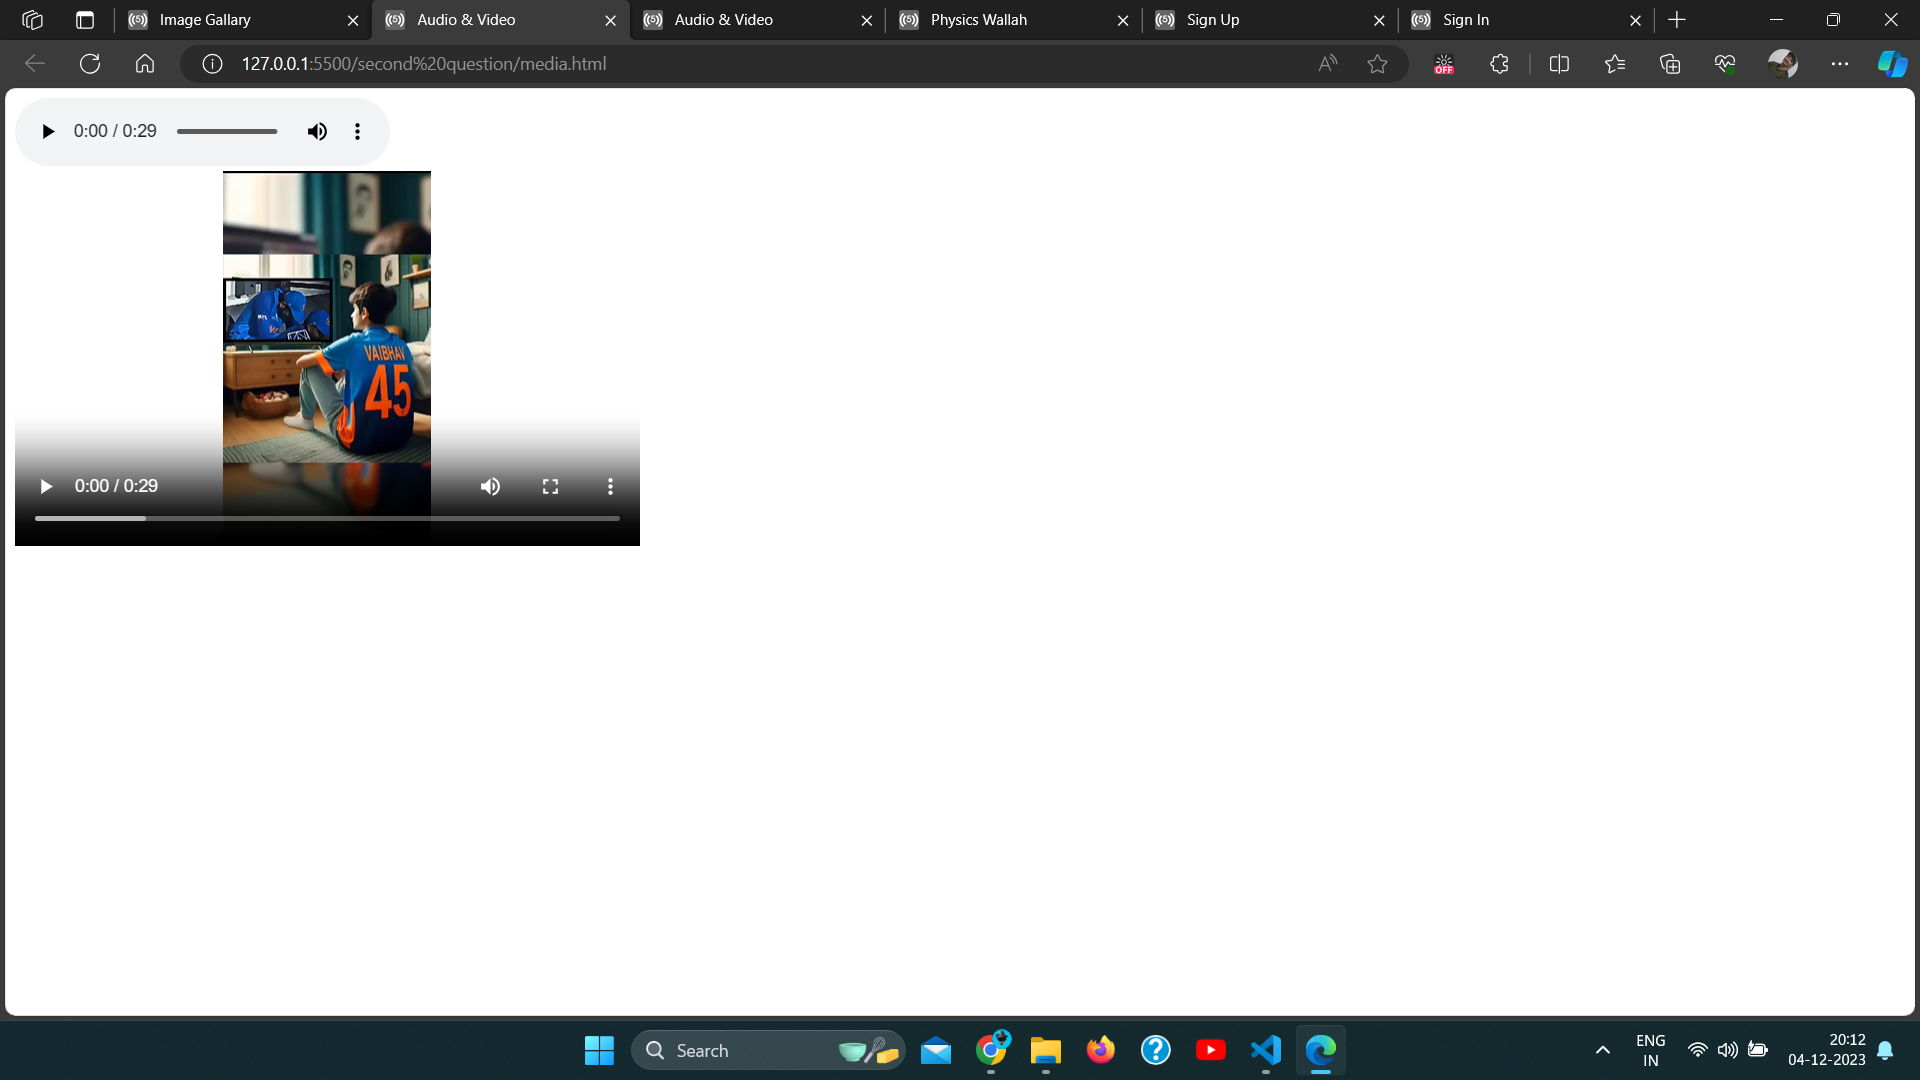 Image Gallary
Audio & Video
Audio & Video
Physics Wallah
Sign Up
Sign In
127.0.0.1:5500/second%20question/media.html
OFF
0:00 / 0:29
VAIBHAV
45
0:00 / 0:29
Search
ENG
IN
20:12
04-12-2023